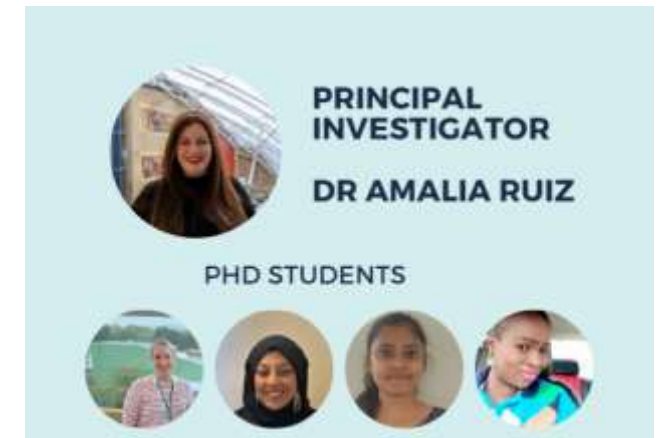 PRINCIPAL
INVESTIGATOR
DR AMALIA RUIZ
PHD STUDENTS